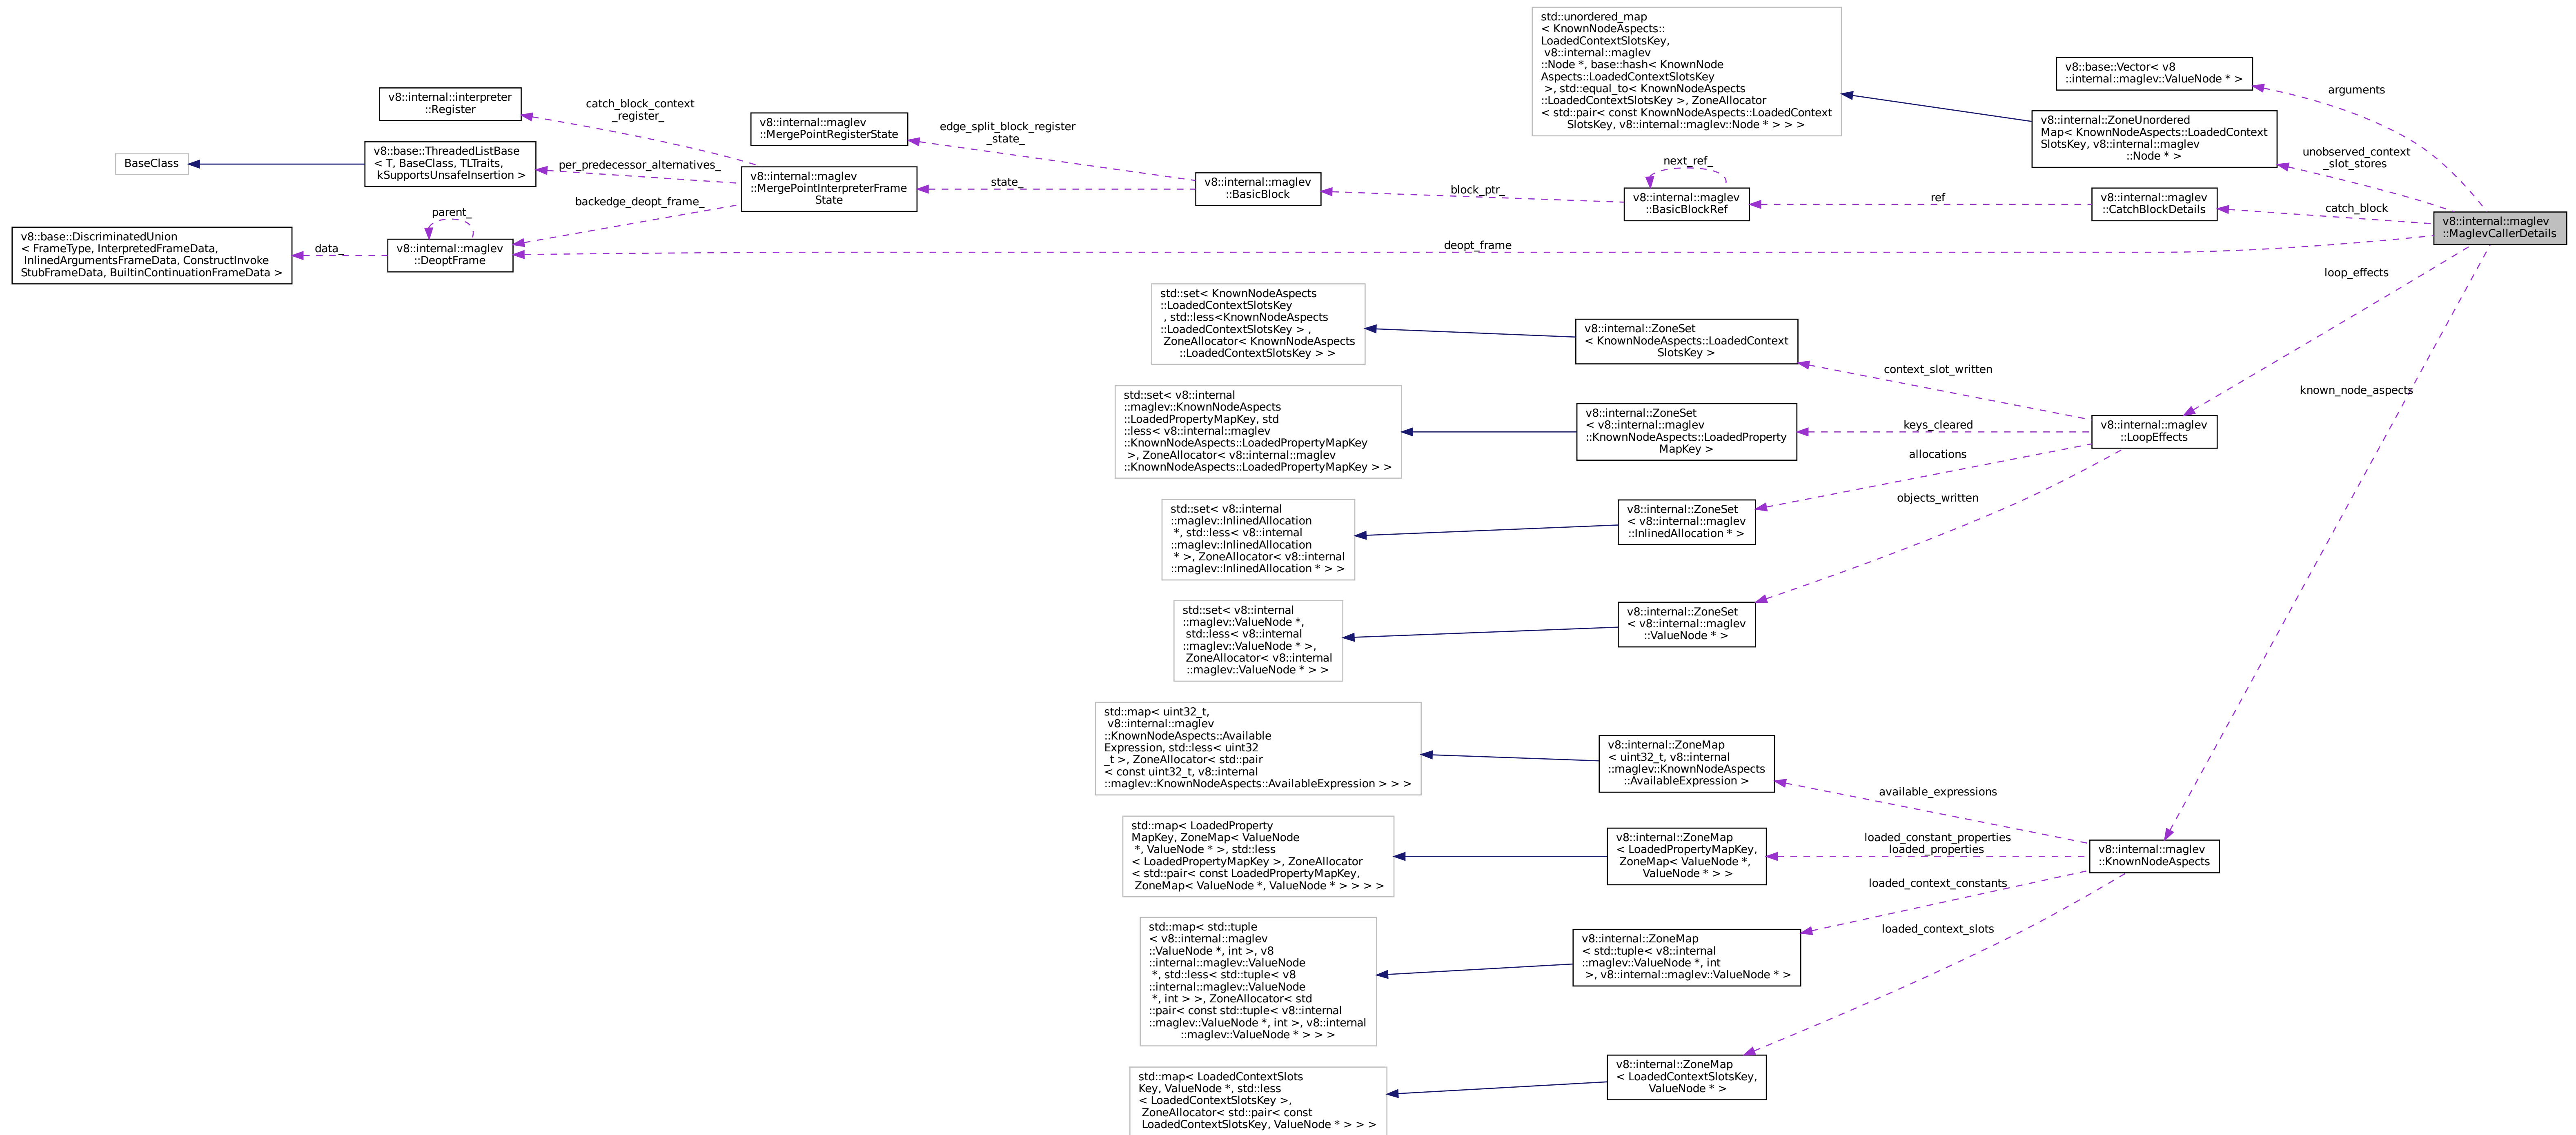 std::unordered_map
< KnownNodeAspects::
LoadedContextSlotsKey,
v8::internal::maglev
::Node *, base::hash< KnownNode
Aspects::LoadedContextSlotsKey
>, std::equal_to< KnownNodeAspects
::LoadedContextSlotsKey >, ZoneAllocator
< std::pair< const KnownNodeAspects::LoadedContext
SlotsKey, v8::internal::maglev::Node * > > >
v8::base::Vector< v8
::internal::maglev::ValueNode * >
arguments
v8::internal::ZoneUnordered
Map< KnownNodeAspects::LoadedContext
SlotsKey, v8::internal::maglev
::Node * >
unobserved_context
_slot_stores
v8::internal::interpreter
::Register
catch_block_context
_register_
v8::internal::maglev
::MergePointRegisterState
edge_split_block_register
_state_
BaseClass
v8::base::ThreadedListBase
< T, BaseClass, TLTraits,
kSupportsUnsafeInsertion >
per_predecessor_alternatives_
v8::internal::maglev
::MergePointInterpreterFrame
State
state_
v8::internal::maglev
::BasicBlock
block_ptr_
next_ref_
v8::internal::maglev
::BasicBlockRef
ref
v8::internal::maglev
::CatchBlockDetails
catch_block
v8::internal::maglev
::MaglevCallerDetails
backedge_deopt_frame_
parent_
v8::base::DiscriminatedUnion
< FrameType, InterpretedFrameData,
InlinedArgumentsFrameData, ConstructInvoke
StubFrameData, BuiltinContinuationFrameData >
data_
v8::internal::maglev
::DeoptFrame
deopt_frame
loop_effects
std::set< KnownNodeAspects
::LoadedContextSlotsKey
, std::less<KnownNodeAspects
::LoadedContextSlotsKey > ,
ZoneAllocator< KnownNodeAspects
::LoadedContextSlotsKey > >
v8::internal::ZoneSet
< KnownNodeAspects::LoadedContext
SlotsKey >
context_slot_written
known_node_aspects
std::set< v8::internal
::maglev::KnownNodeAspects
::LoadedPropertyMapKey, std
::less< v8::internal::maglev
::KnownNodeAspects::LoadedPropertyMapKey
>, ZoneAllocator< v8::internal::maglev
::KnownNodeAspects::LoadedPropertyMapKey > >
v8::internal::ZoneSet
< v8::internal::maglev
::KnownNodeAspects::LoadedProperty
MapKey >
keys_cleared
v8::internal::maglev
::LoopEffects
allocations
objects_written
std::set< v8::internal
::maglev::InlinedAllocation
*, std::less< v8::internal
::maglev::InlinedAllocation
* >, ZoneAllocator< v8::internal
::maglev::InlinedAllocation * > >
v8::internal::ZoneSet
< v8::internal::maglev
::InlinedAllocation * >
std::set< v8::internal
::maglev::ValueNode *,
std::less< v8::internal
::maglev::ValueNode * >,
ZoneAllocator< v8::internal
::maglev::ValueNode * > >
v8::internal::ZoneSet
< v8::internal::maglev
::ValueNode * >
std::map< uint32_t,
v8::internal::maglev
::KnownNodeAspects::Available
Expression, std::less< uint32
_t >, ZoneAllocator< std::pair
< const uint32_t, v8::internal
::maglev::KnownNodeAspects::AvailableExpression > > >
v8::internal::ZoneMap
< uint32_t, v8::internal
::maglev::KnownNodeAspects
::AvailableExpression >
available_expressions
std::map< LoadedProperty
MapKey, ZoneMap< ValueNode
*, ValueNode * >, std::less
< LoadedPropertyMapKey >, ZoneAllocator
< std::pair< const LoadedPropertyMapKey,
ZoneMap< ValueNode *, ValueNode * > > > >
v8::internal::ZoneMap
< LoadedPropertyMapKey,
ZoneMap< ValueNode *,
ValueNode * > >
loaded_constant_properties
loaded_properties
v8::internal::maglev
::KnownNodeAspects
loaded_context_constants
loaded_context_slots
std::map< std::tuple
< v8::internal::maglev
::ValueNode *, int >, v8
::internal::maglev::ValueNode
*, std::less< std::tuple< v8
::internal::maglev::ValueNode
*, int > >, ZoneAllocator< std
::pair< const std::tuple< v8::internal
::maglev::ValueNode *, int >, v8::internal
::maglev::ValueNode * > > >
v8::internal::ZoneMap
< std::tuple< v8::internal
::maglev::ValueNode *, int
>, v8::internal::maglev::ValueNode * >
std::map< LoadedContextSlots
Key, ValueNode *, std::less
< LoadedContextSlotsKey >,
ZoneAllocator< std::pair< const
LoadedContextSlotsKey, ValueNode * > > >
v8::internal::ZoneMap
< LoadedContextSlotsKey,
ValueNode * >